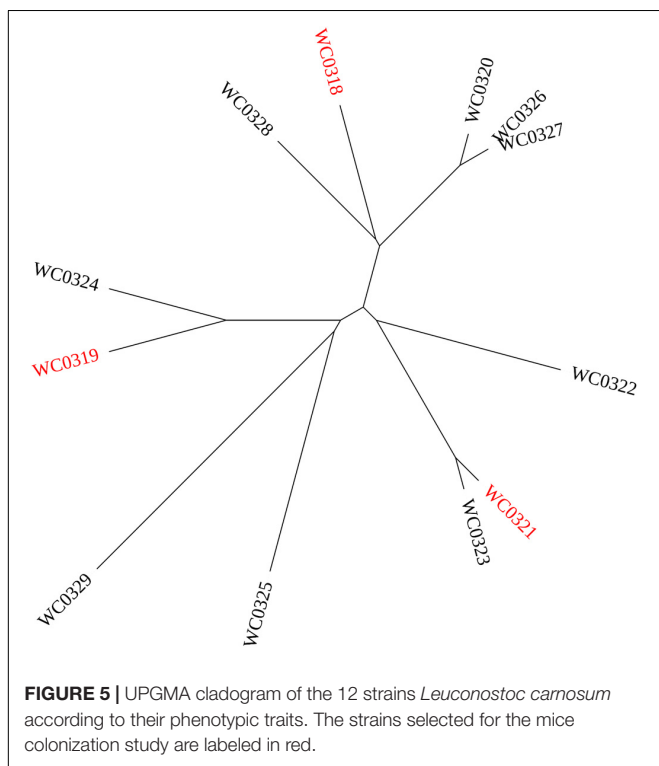 WC0318
WC0320
WC0326
WC0327
WC0328
WC0324
WC0319
WC0322
WC0321
WC0323
WC0325
WC0329
FIGURE 5 | UPGMA cladogram of the 12 strains Leuconostoc carnosum
according to their phenotypic traits. The strains selected for the mice
colonization study are labeled in red.